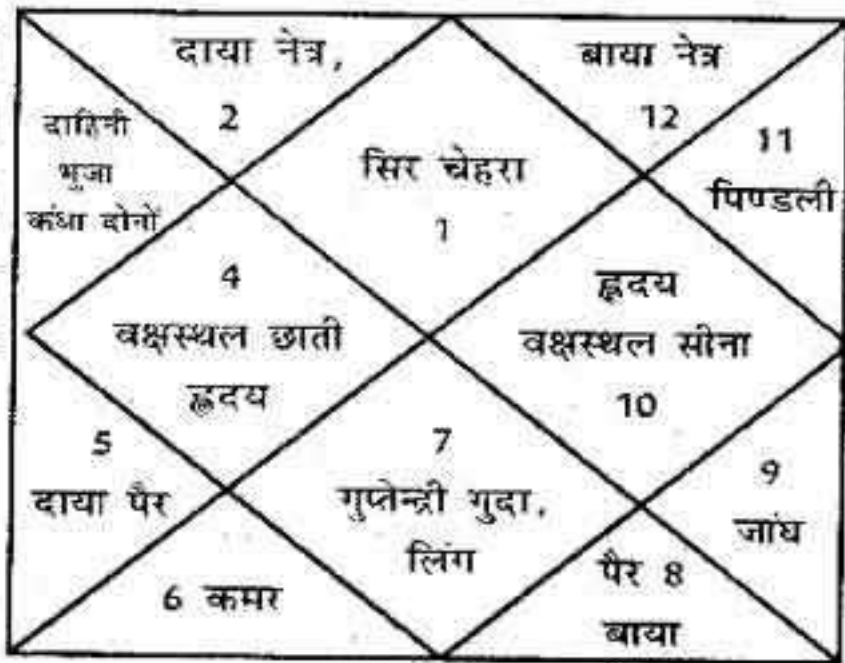 दाया नेत्र,
2
बाया नेत्र
12
दाहिनी
भुजा
कंधा दोनों
सिर चेहरा
1
11
पिण्डली
4
वक्षस्थल छाती
हृदय
हृदय
वक्षस्थल सीना
10
5
दाया पैर
7
गुप्तेन्द्री गुदा,
लिंग
9
जांघ
6 कमर
पैर 8
बाया